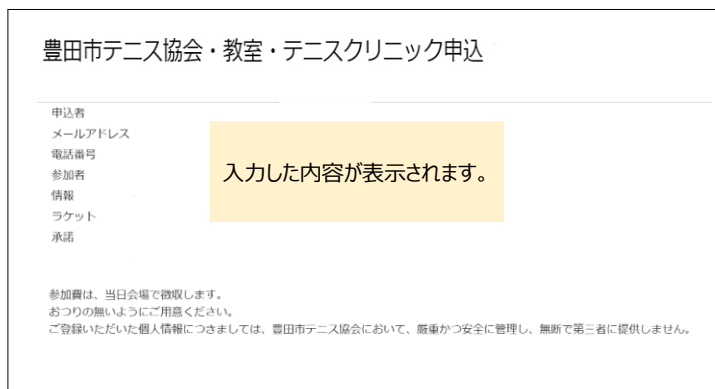 豊田市テニス協会・教室・テニスクリニック申込
申込者
メールアドレス
電話番号
参加者
情報
ラケット
承諾
入力した内容が表示されます。
参加費は、当日会場で徴収します。
おつりの無いようにご用意ください。
ご登録いただいた個人情報につきましては、豊田市テニス協会において、厳重かつ安全に管理し、無断で第三者に提供しません。